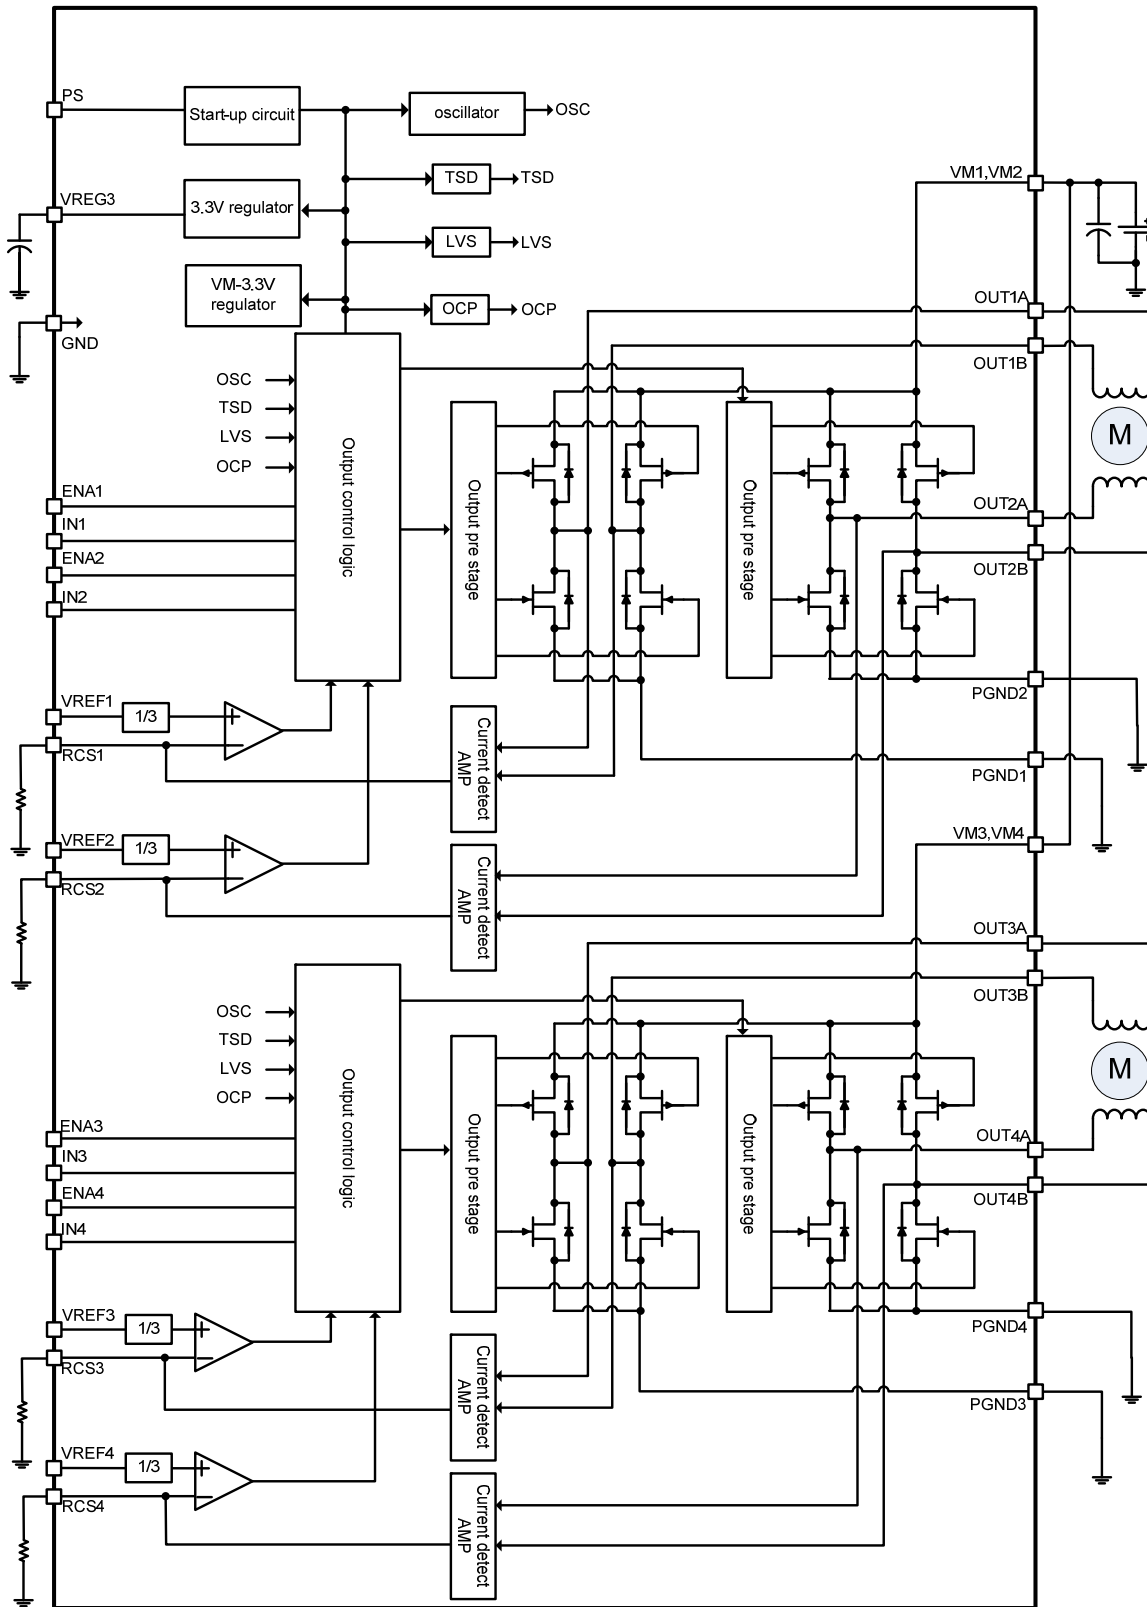 PS
Start-up circuit
oscillator
OSC
TSD
TSD
VM1,VM2
VREG3
3.3V regulator
LVS
LVS
VM-3.3V
regulator
OCP
OCP
OUT1A
GND
OUT1B
OSC
TSD
LVS
OCP
Output control
logic
Output pre stage
Output pre stage
M
ENA1
IN1
ENA2
IN2
OUT2A
OUT2B
PGND2
VREF1
1/3
RCS1
Current detect
AMP
PGND1
VREF2
1/3
RCS2
Current detect
AMP
VM3,VM4
OUT3A
OUT3B
OSC
TSD
LVS
OCP
Output control
logic
Output pre stage
Output pre stage
M
ENA3
IN3
ENA4
IN4
OUT4A
OUT4B
PGND4
VREF3
1/3
RCS3
Current detect
AMP
PGND3
VREF4
1/3
RCS4
Current detect
AMP